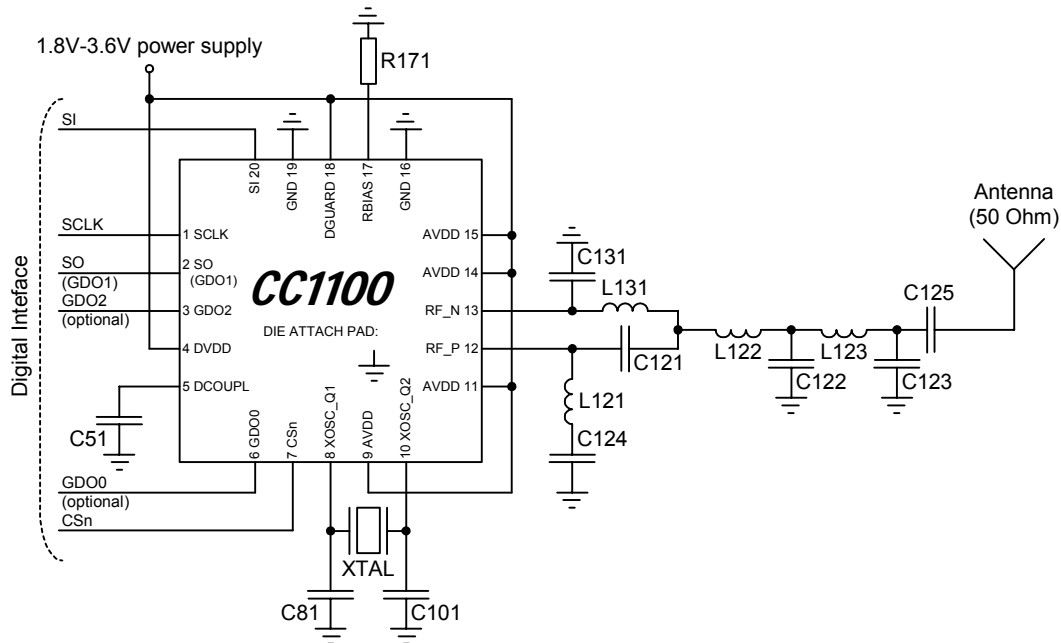 1.8V-3.6V power supply
R171
SI
SI 20
GND 19
DGUARD 18
RBIAS 17
GND 16
Antenna
(50 Ohm)
Digital Inteface
SCLK
1 SCLK
SO
(GDO1)
2 SO
(GDO1)
GDO2
(optional)
3 GDO2
4 DVDD
5 DCOUPL
CC1100
DIE ATTACH PAD:
AVDD 15
AVDD 14
RF_N 13
RF_P 12
AVDD 11
C131
L131
C121
L121
C124
L122
C122
L123
C123
C125
6 GDO0
7 CSn
8 XOSC_Q1
9 AVDD
10 XOSC_Q2
C51
GDO0
(optional)
CSn
XTAL
C81
C101